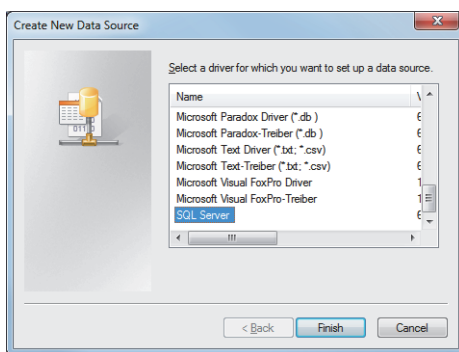 Create New Data Source
Select a driver for which you want to set up a data source.
Name
Microsoft Paradox Driver (*.db )
Microsoft Paradox-Treiber (*.db )
Microsoft Text Driver (*.txt; *.csv)
Microsoft Text-Treiber (*.txt; *.csv)
Microsoft Visual FoxPro Driver
Microsoft Visual FoxPro-Treiber
SQL Server
< Back Finish Cancel